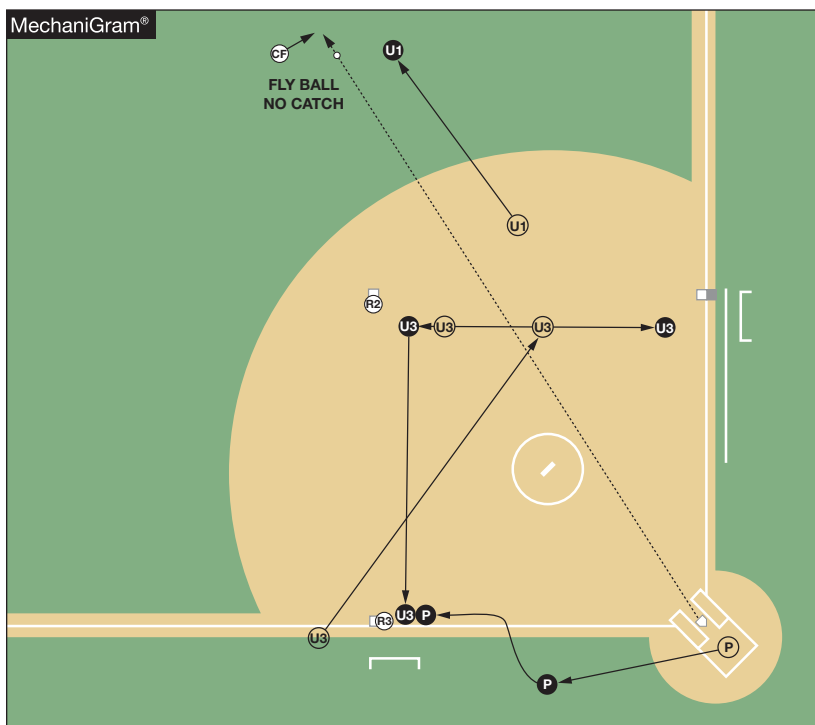 MechaniGram®
CF
U1
FLY BALL
NO CATCH
U1
R2
U3
U3
U3
U3
U3
R3
U3
P
P
P